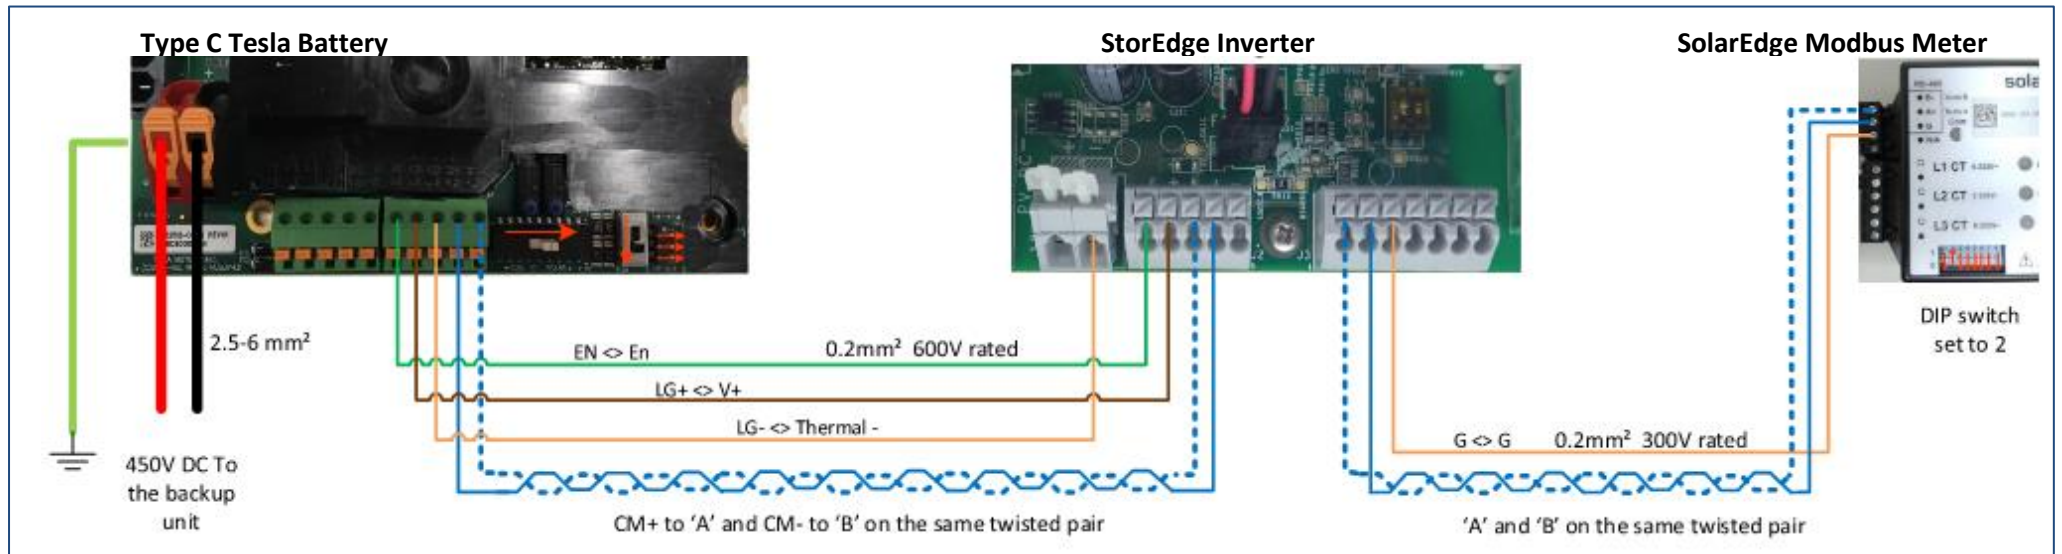 Type C Tesla Battery
StorEdge Inverter
SolarEdge Modbus Meter
sola
L1 CT
L2 CT
L3 CT
J3
2.5-6 mm²
EN <> En
0.2mm² 600V rated
LG+ <> V+
LG- <> Thermal -
G <> G
0.2mm² 300V rated
DIP switch
set to 2
450V DC To
the backup
unit
CM+ to ‘A’ and CM- to ‘B’ on the same twisted pair
‘A’ and ‘B’ on the same twisted pair